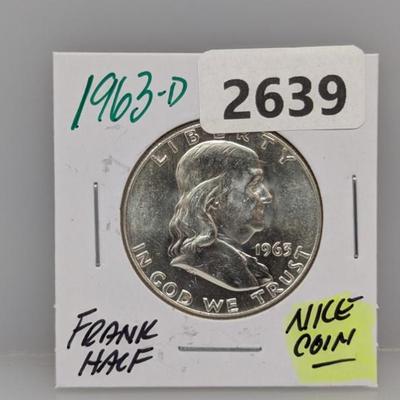 1963-D
2639
LIBERTY
1963
IN GOD WE TRUST
FRANK
HALF
NICE
COIN